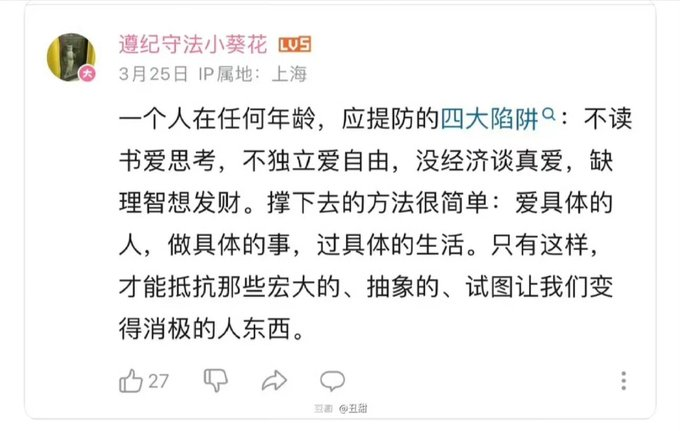 遵纪守法小葵花 LV5
大
3月25日 IP属地：上海
一个人在任何年龄，应提防的四大陷阱：不读
书爱思考，不独立爱自由，没经济谈真爱，缺
理智想发财。撑下去的方法很简单：爱具体的
人，做具体的事，过具体的生活。只有这样，
才能抵抗那些宏大的、抽象的、试图让我们变
得消极的人东西。
27
豆瓣 @丑甜